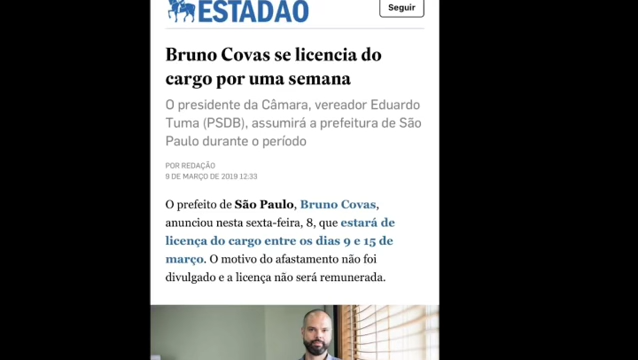 ESTADÃO
Seguir
Bruno Covas se licencia do
cargo por uma semana
O presidente da Câmara, vereador Eduardo
Tuma (PSDB), assumirá a prefeitura de São
Paulo durante o período
POR REDAÇÃO
9 DE MARÇO DE 2019 12:33
O prefeito de São Paulo, Bruno Covas,
anunciou nesta sexta-feira, 8, que estará de
licença do cargo entre os dias 9 e 15 de
março. O motivo do afastamento não foi
divulgado e a licença não será remunerada.